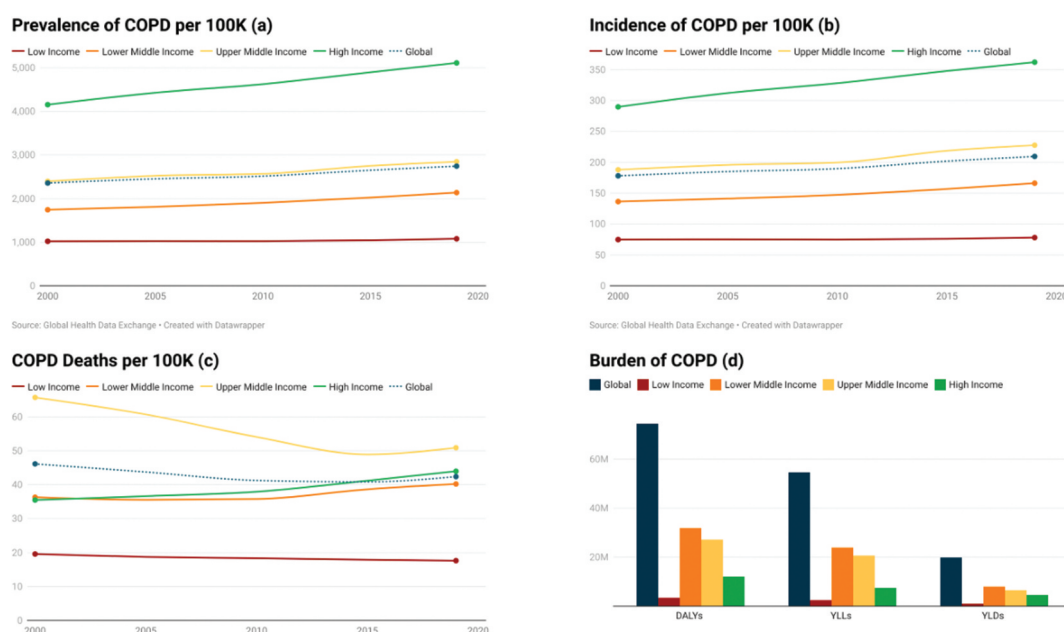 Prevalence of COPD per 100K (a)
Low Income Lower Middle Income Upper Middle Income High Income Global
5,000
4,000
3,000
2,000
1,000
0
2000 2005 2010 2015 2020
Source: Global Health Data Exchange • Created with Datawrapper
Incidence of COPD per 100K (b)
Low Income Lower Middle Income Upper Middle Income High Income Global
350
300
250
200
150
100
50
0
2000 2005 2010 2015 2020
Source: Global Health Data Exchange • Created with Datawrapper
COPD Deaths per 100K (c)
Low Income Lower Middle Income Upper Middle Income High Income Global
60
50
40
30
20
10
0
2000 2005 2010 2015 2020
Burden of COPD (d)
Global Low Income Lower Middle Income Upper Middle Income High Income
60M
40M
20M
DALYs YLLs YLDs